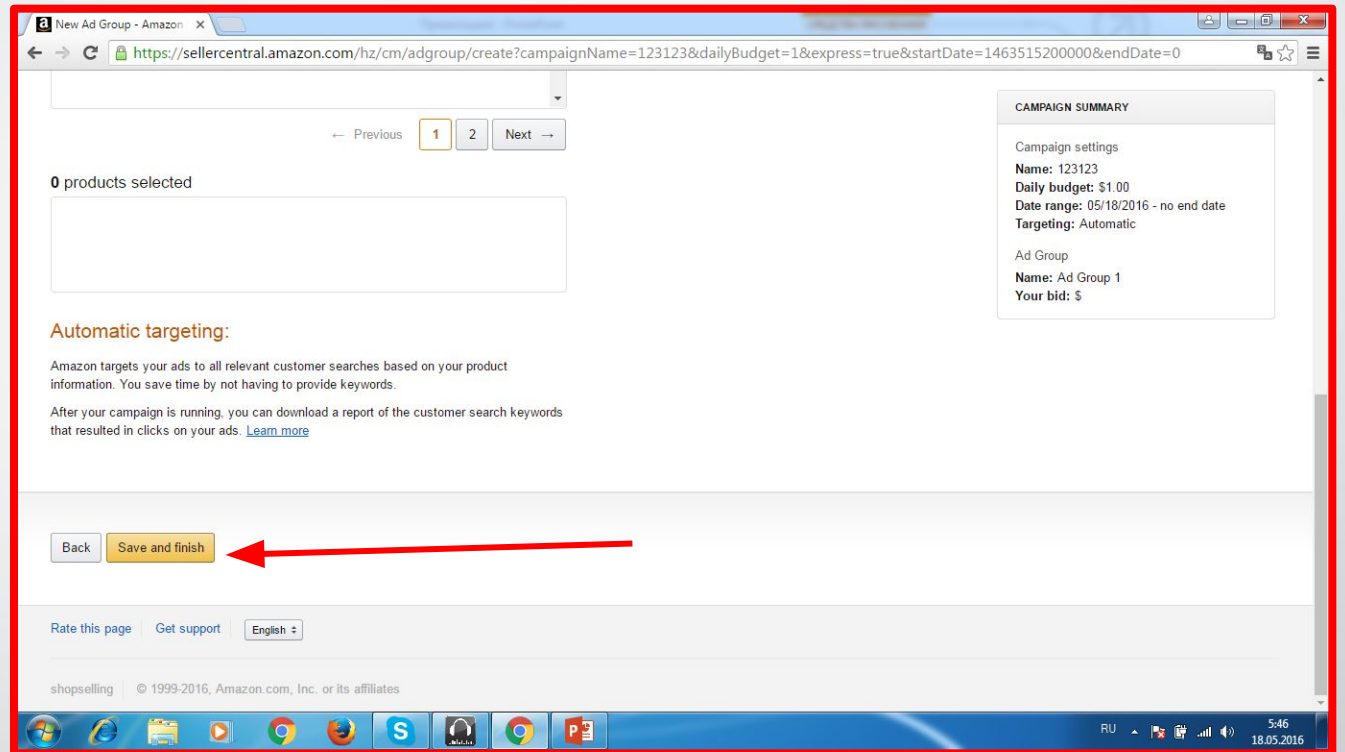 New Ad Group - Amazon
https://sellercentral.amazon.com/hz/cm/adgroup/create?campaignName=123123&dailyBudget=1&express=true&startDate=1463515200000&endDate=0
← Previous 1 2 Next →
0 products selected
Automatic targeting:
Amazon targets your ads to all relevant customer searches based on your product
information. You save time by not having to provide keywords.
After your campaign is running, you can download a report of the customer search keywords
that resulted in clicks on your ads. Learn more
CAMPAIGN SUMMARY
Campaign settings
Name: 123123
Daily budget: $1.00
Date range: 05/18/2016 - no end date
Targeting: Automatic
Ad Group
Name: Ad Group 1
Your bid: $
Back Save and finish
Rate this page Get support English
shopselling © 1999-2016, Amazon.com, Inc. or its affiliates
RU 5:46
18.05.2016